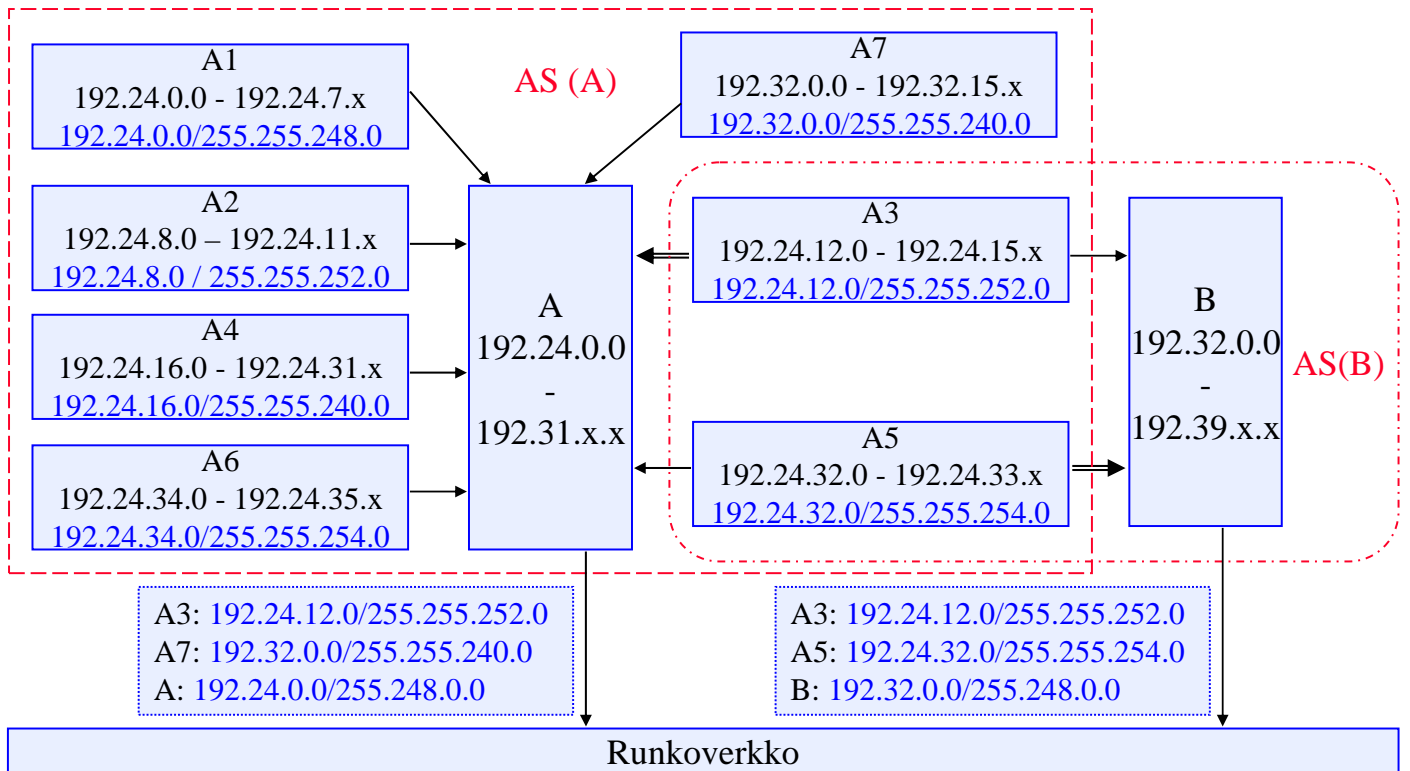 A1
192.24.0.0 - 192.24.7.x
192.24.0.0/255.255.248.0
AS (A)
A7
192.32.0.0 - 192.32.15.x
192.32.0.0/255.255.240.0
A2
192.24.8.0 – 192.24.11.x
192.24.8.0 / 255.255.252.0
A4
192.24.16.0 - 192.24.31.x
192.24.16.0/255.255.240.0
A6
192.24.34.0 - 192.24.35.x
192.24.34.0/255.255.254.0
A
192.24.0.0
-
192.31.x.x
A3
192.24.12.0 - 192.24.15.x
192.24.12.0/255.255.252.0
A5
192.24.32.0 - 192.24.33.x
192.24.32.0/255.255.254.0
B
192.32.0.0
-
192.39.x.x
AS(B)
A3: 192.24.12.0/255.255.252.0
A7: 192.32.0.0/255.255.240.0
A: 192.24.0.0/255.248.0.0
A3: 192.24.12.0/255.255.252.0
A5: 192.24.32.0/255.255.254.0
B: 192.32.0.0/255.248.0.0
Runkoverkko